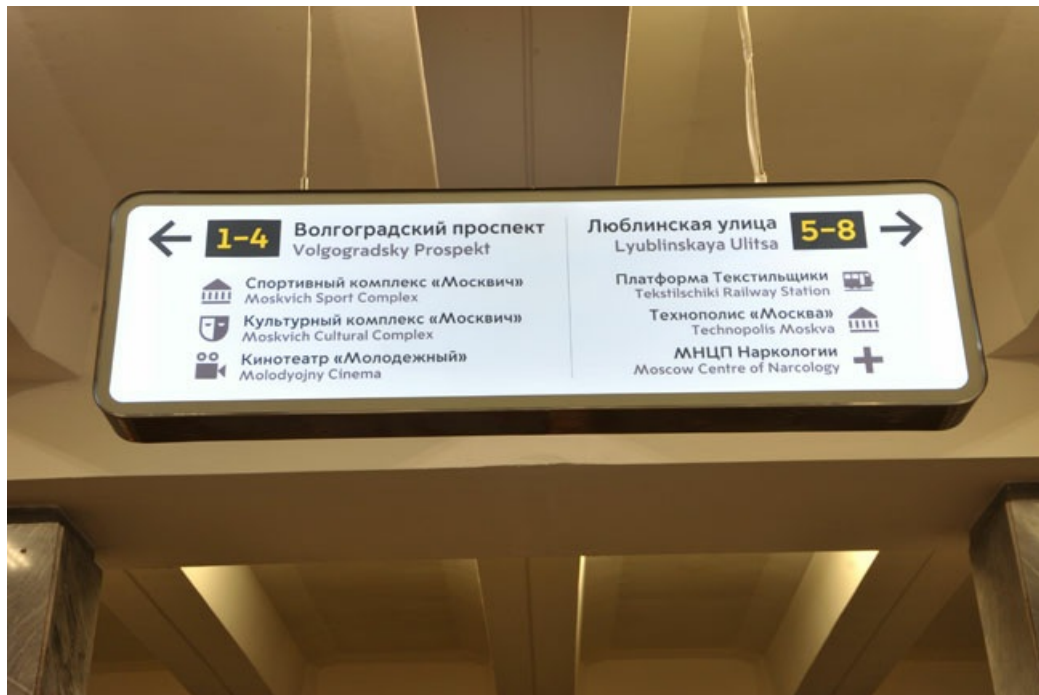 1-4
Волгоградский проспект
Volgogradsky Prospekt
Спортивный комплекс «Москвич»
Moskvich Sport Complex
Культурный комплекс «Москвич»
Moskvich Cultural Complex
Кинотеатр «Молодежный»
Molodyojny Cinema
Люблинская улица
Lyublinskaya Ulitsa
5-8
Платформа Текстильщики
Tekstilschiki Railway Station
Технополис «Москва»
Technopolis Moskva
МНЦП Наркологии
Moscow Centre of Narcology